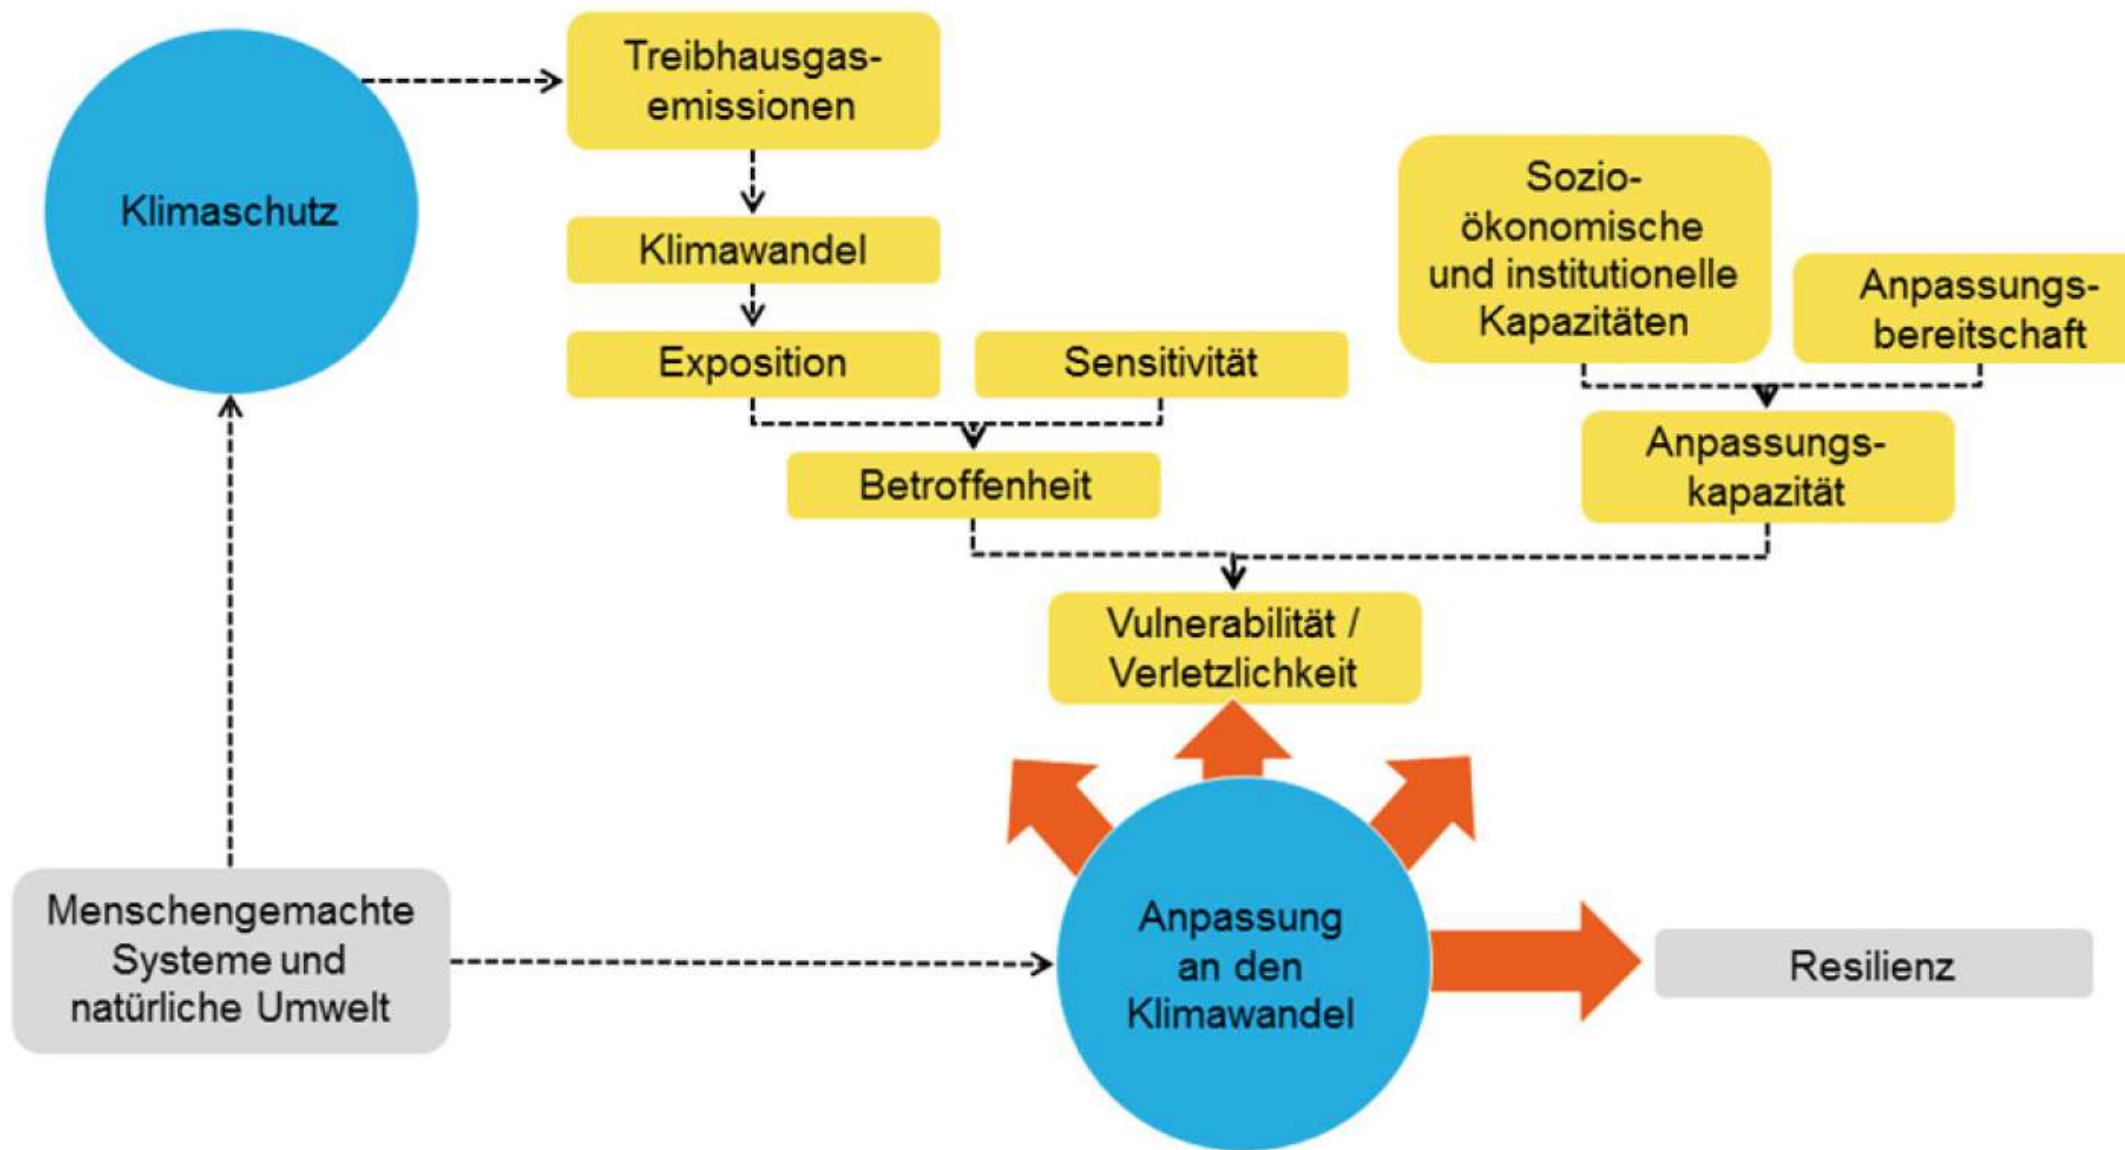 Treibhausgas-
emissionen
Klimaschutz
Klimawandel
Exposition
Sensitivität
Sozio-
ökonomische
und institutionelle
Kapazitäten
Anpassungs-
bereitschaft
Betroffenheit
Anpassungs-
kapazität
Vulnerabilität /
Verletzlichkeit
Menschengemachte
Systeme und
natürliche Umwelt
Anpassung
an den
Klimawandel
Resilienz